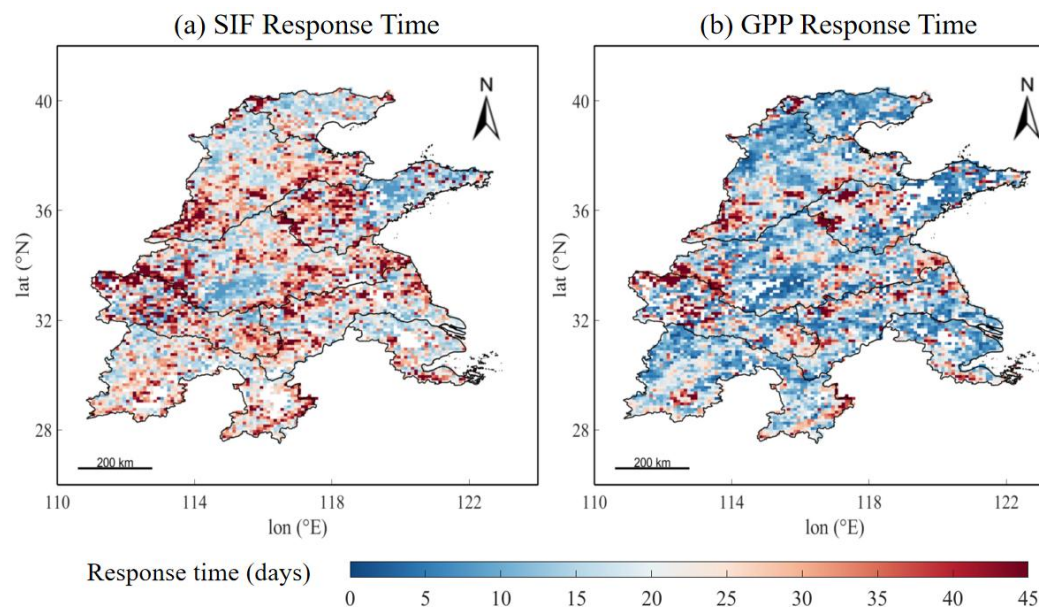 (a) SIF Response Time
(b) GPP Response Time
N
N
40
36
32
28
lat (°N)
200 km
110
114
118
122
lon (°E)
40
36
32
28
lat (°N)
200 km
110
114
118
122
lon (°E)
Response time (days)
0
5
10
15
20
25
30
35
40
45